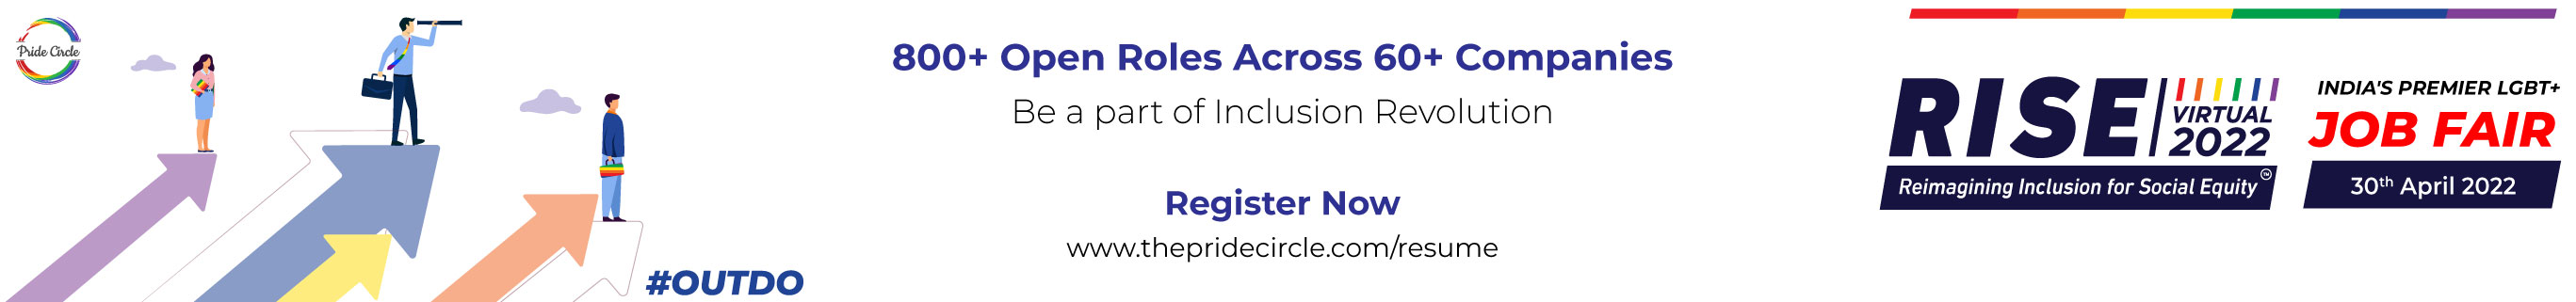 Pride Circle
#OUTDO
800+ Open Roles Across 60+ Companies
Be a part of Inclusion Revolution
Register Now
www.thepridecircle.com/resume
RISE
VIRTUAL
2022
Reimagining Inclusion for Social Equity™
INDIA'S PREMIER LGBT+
JOB FAIR
30th April 2022